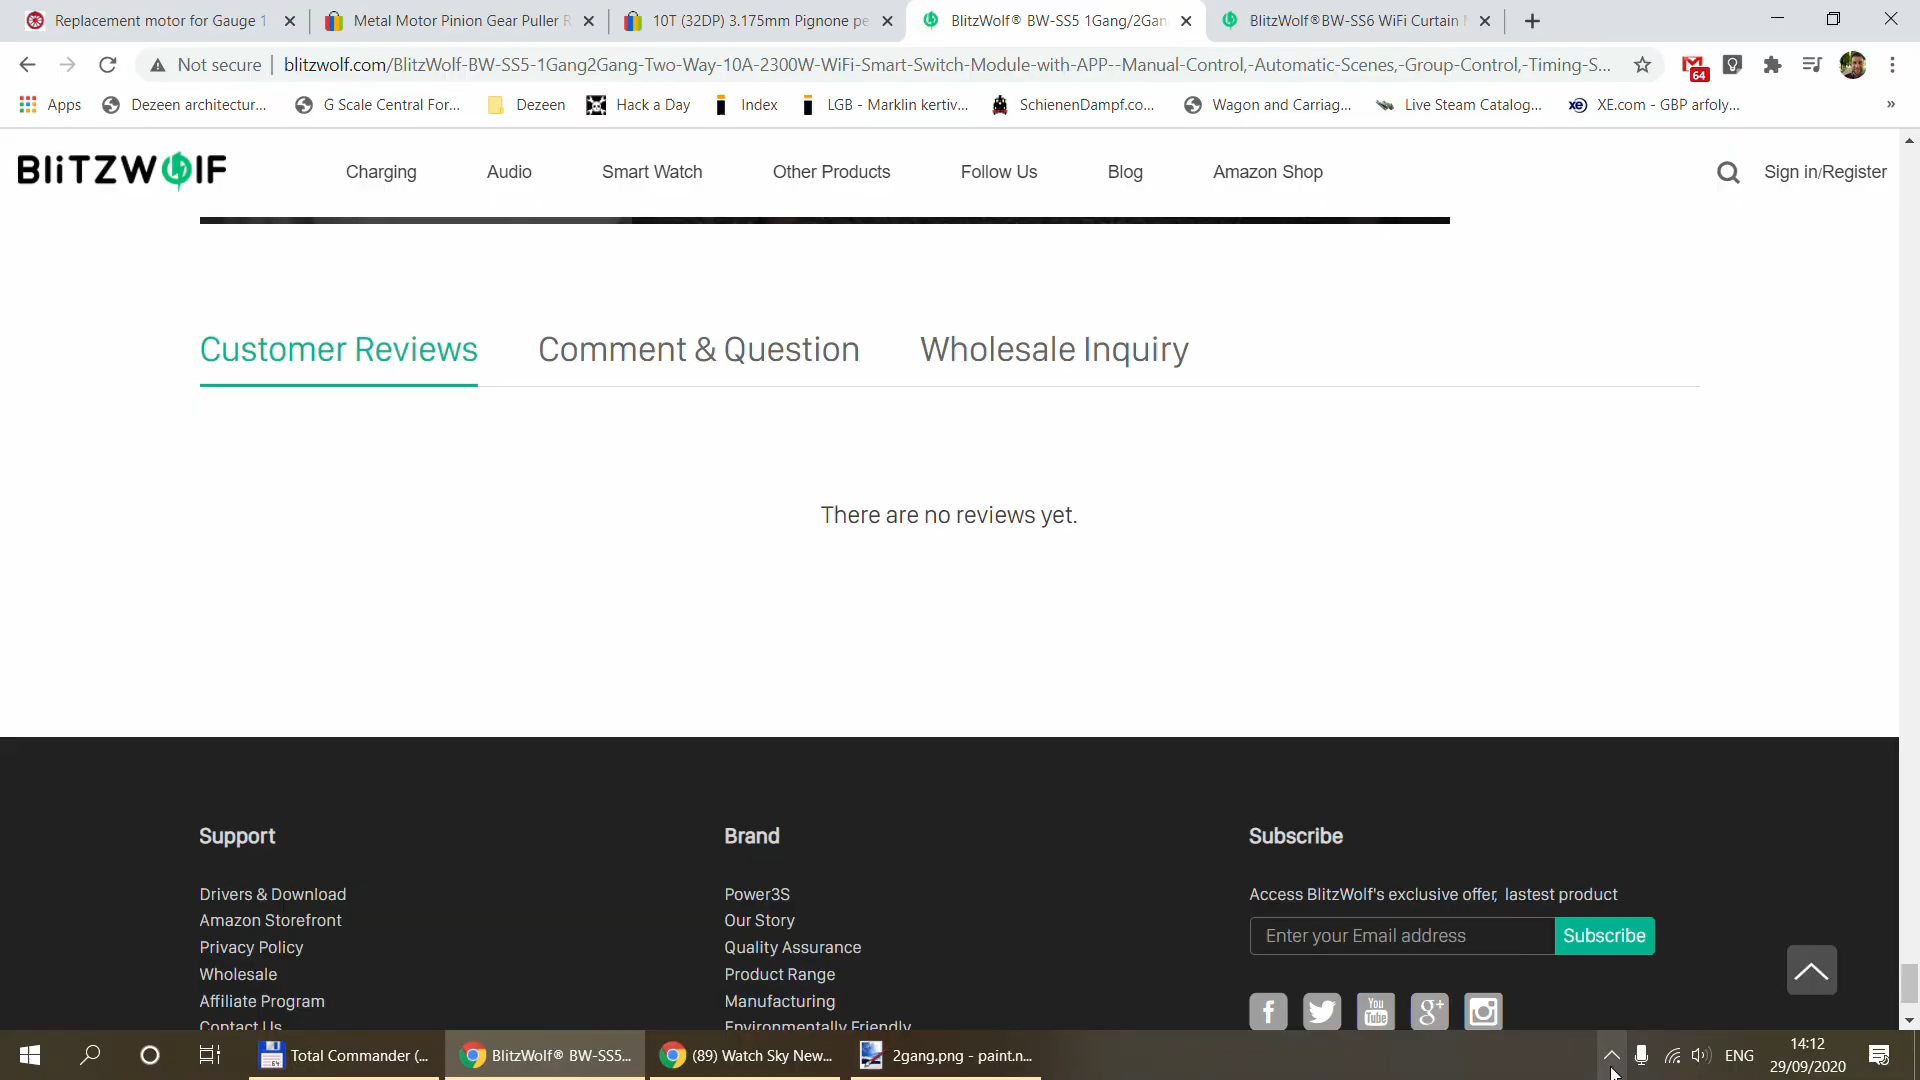 Replacement motor for Gauge 1
Metal Motor Pinion Gear Puller R
10T (32DP) 3.175mm Pignone pe
BlitzWolf® BW-SS5 1Gang/2Gan
BlitzWolf®BW-SS6 WiFi Curtain
Not secure
blitzwolf.com/BlitzWolf-BW-SS5-1Gang2Gang-Two-Way-10A-2300W-WiFi-Smart-Switch-Module-with-APP--Manual-Control,-Automatic-Scenes,-Group-Control,-Timing-S...
64
Apps
Dezeen architectur...
G Scale Central For...
Dezeen
Hack a Day
Index
LGB - Marklin kertiv...
SchienenDampf.co...
Wagon and Carriag...
Live Steam Catalog...
xe
XE.com - GBP arfoly...
»
BLiTZWOLF
Charging
Audio
Smart Watch
Other Products
Follow Us
Blog
Amazon Shop
Sign in/Register
Customer Reviews
Comment & Question
Wholesale Inquiry
There are no reviews yet.
Support
Drivers & Download
Amazon Storefront
Privacy Policy
Wholesale
Affiliate Program
Contact Us
Brand
Power3S
Our Story
Quality Assurance
Product Range
Manufacturing
Environmentally Friendly
Subscribe
Access BlitzWolf's exclusive offer, lastest product
Enter your Email address
Subscribe
f
You
Tube
g+
64
Total Commander (...
BlitzWolf® BW-SS5...
(89) Watch Sky New...
2gang.png - paint.n...
ENG
14:12
29/09/2020